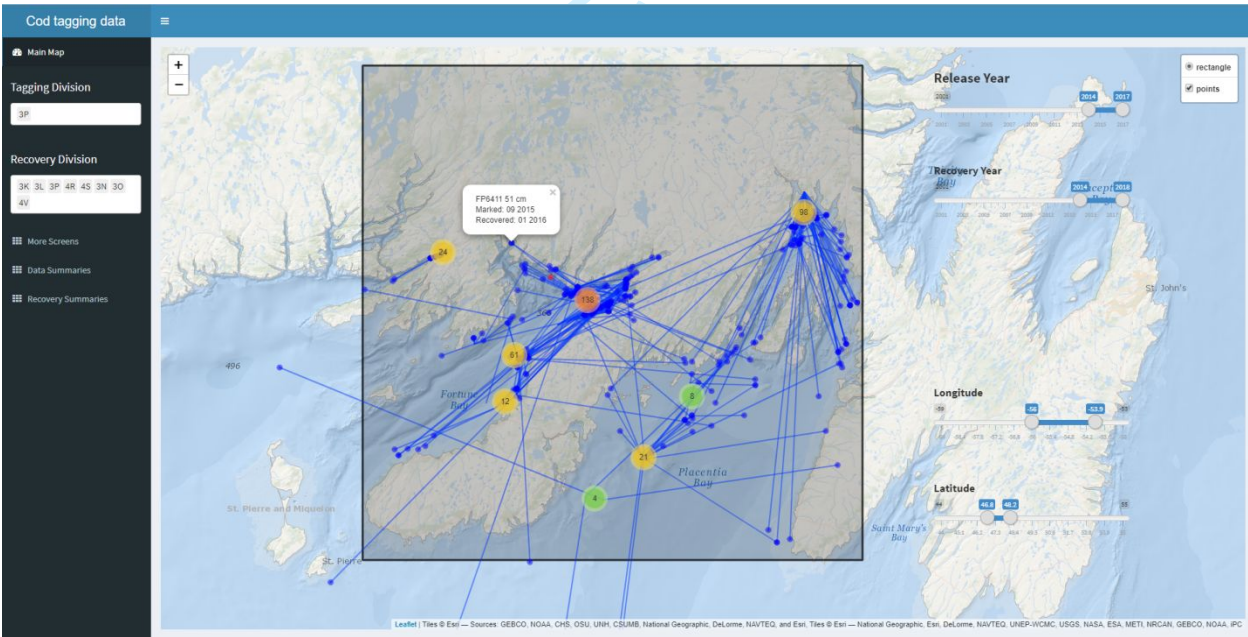 Cod tagging data
Main Map
Tagging Division
3P
Recovery Division
3K 3L 3P 4R 4S 3N 3O
4V
More Screens
Data Summaries
Recovery Summaries
+
−
rectangle
points
Release Year
2014 2017
Recovery Year
2014 2018
Bay
FP6411 51 cm
Marked: 09 2015
Recovered: 01 2016
×
98
24
138
St. John's
61
496
Fortune
Bay
12
8
Longitude
-56 -53.9
21
Placentia
Bay
4
Latitude
46.8 48.2
St. Pierre and Miquelon
Saint Mary's
Bay
St. Pierre
Leaflet | Tiles © Esri — Sources: GEBCO, NOAA, CHS, OSU, UNH, CSUMB, National Geographic, DeLorme, NAVTEQ, and Esri, Tiles © Esri — National Geographic, Esri, DeLorme, NAVTEQ, UNEP-WCMC, USGS, NASA, ESA, METI, NRCAN, GEBCO, NOAA, iPC